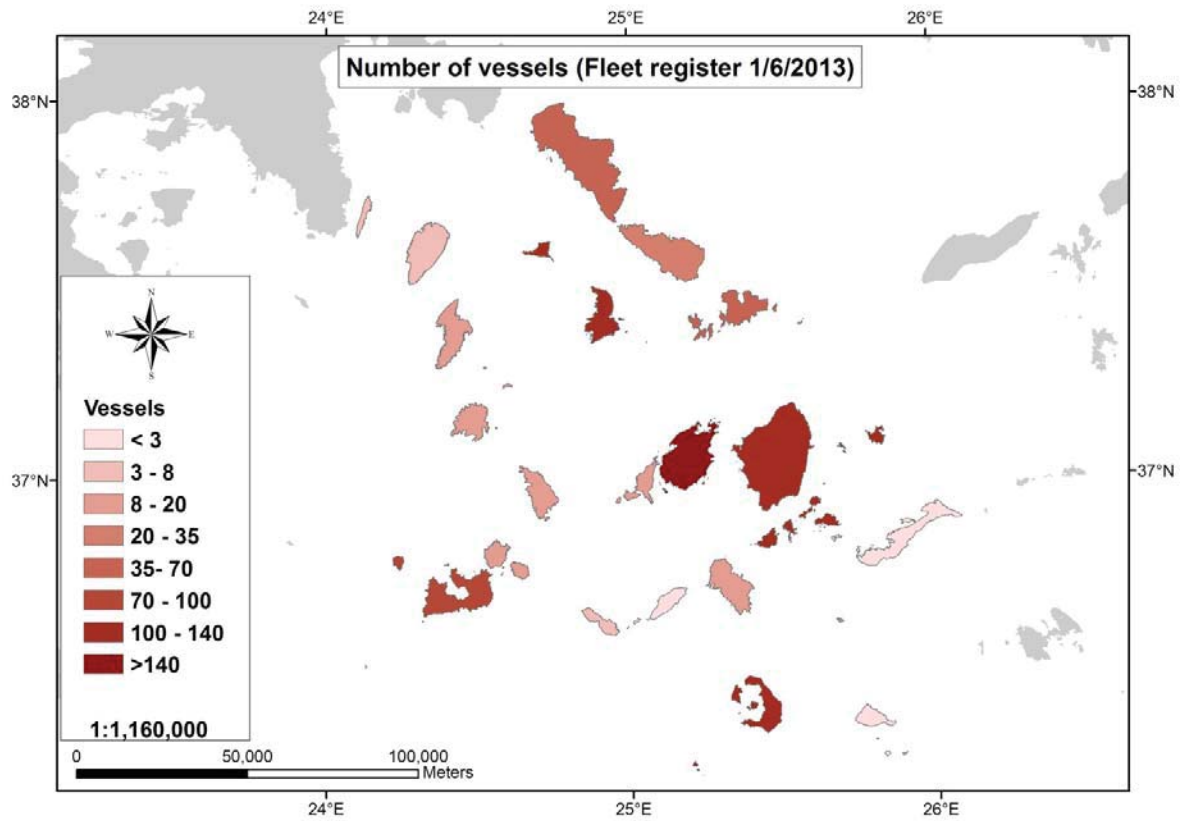 24°E 25°E 26°E
Number of vessels (Fleet register 1/6/2013)
38°N 38°N
N
W E
S
Vessels
< 3
3 - 8
8 - 20
20 - 35
35- 70
70 - 100
100 - 140
>140
37°N 37°N
1:1,160,000
0 50,000 100,000
Meters
24°E 25°E 26°E